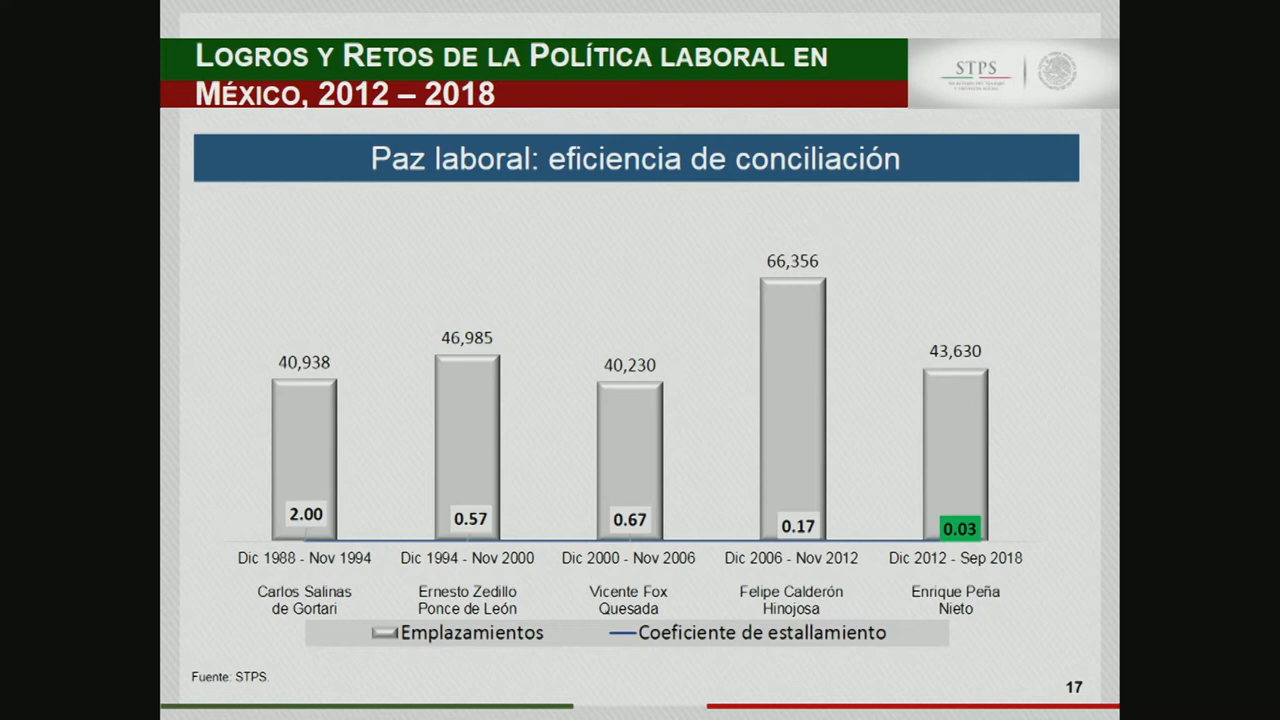 LOGROS Y RETOS DE LA POLÍTICA LABORAL EN
MÉXICO, 2012 – 2018
STPS
Paz laboral: eficiencia de conciliación
66,356
46,985
43,630
40,938
40,230
2.00
0.57
0.67
0.17
0.03
Dic 1988 - Nov 1994
Dic 1994 - Nov 2000
Dic 2000 - Nov 2006
Dic 2006 - Nov 2012
Dic 2012 - Sep 2018
Carlos Salinas
de Gortari
Ernesto Zedillo
Ponce de León
Vicente Fox
Quesada
Felipe Calderón
Hinojosa
Enrique Peña
Nieto
Emplazamientos
Coeficiente de estallamiento
Fuente: STPS.
17